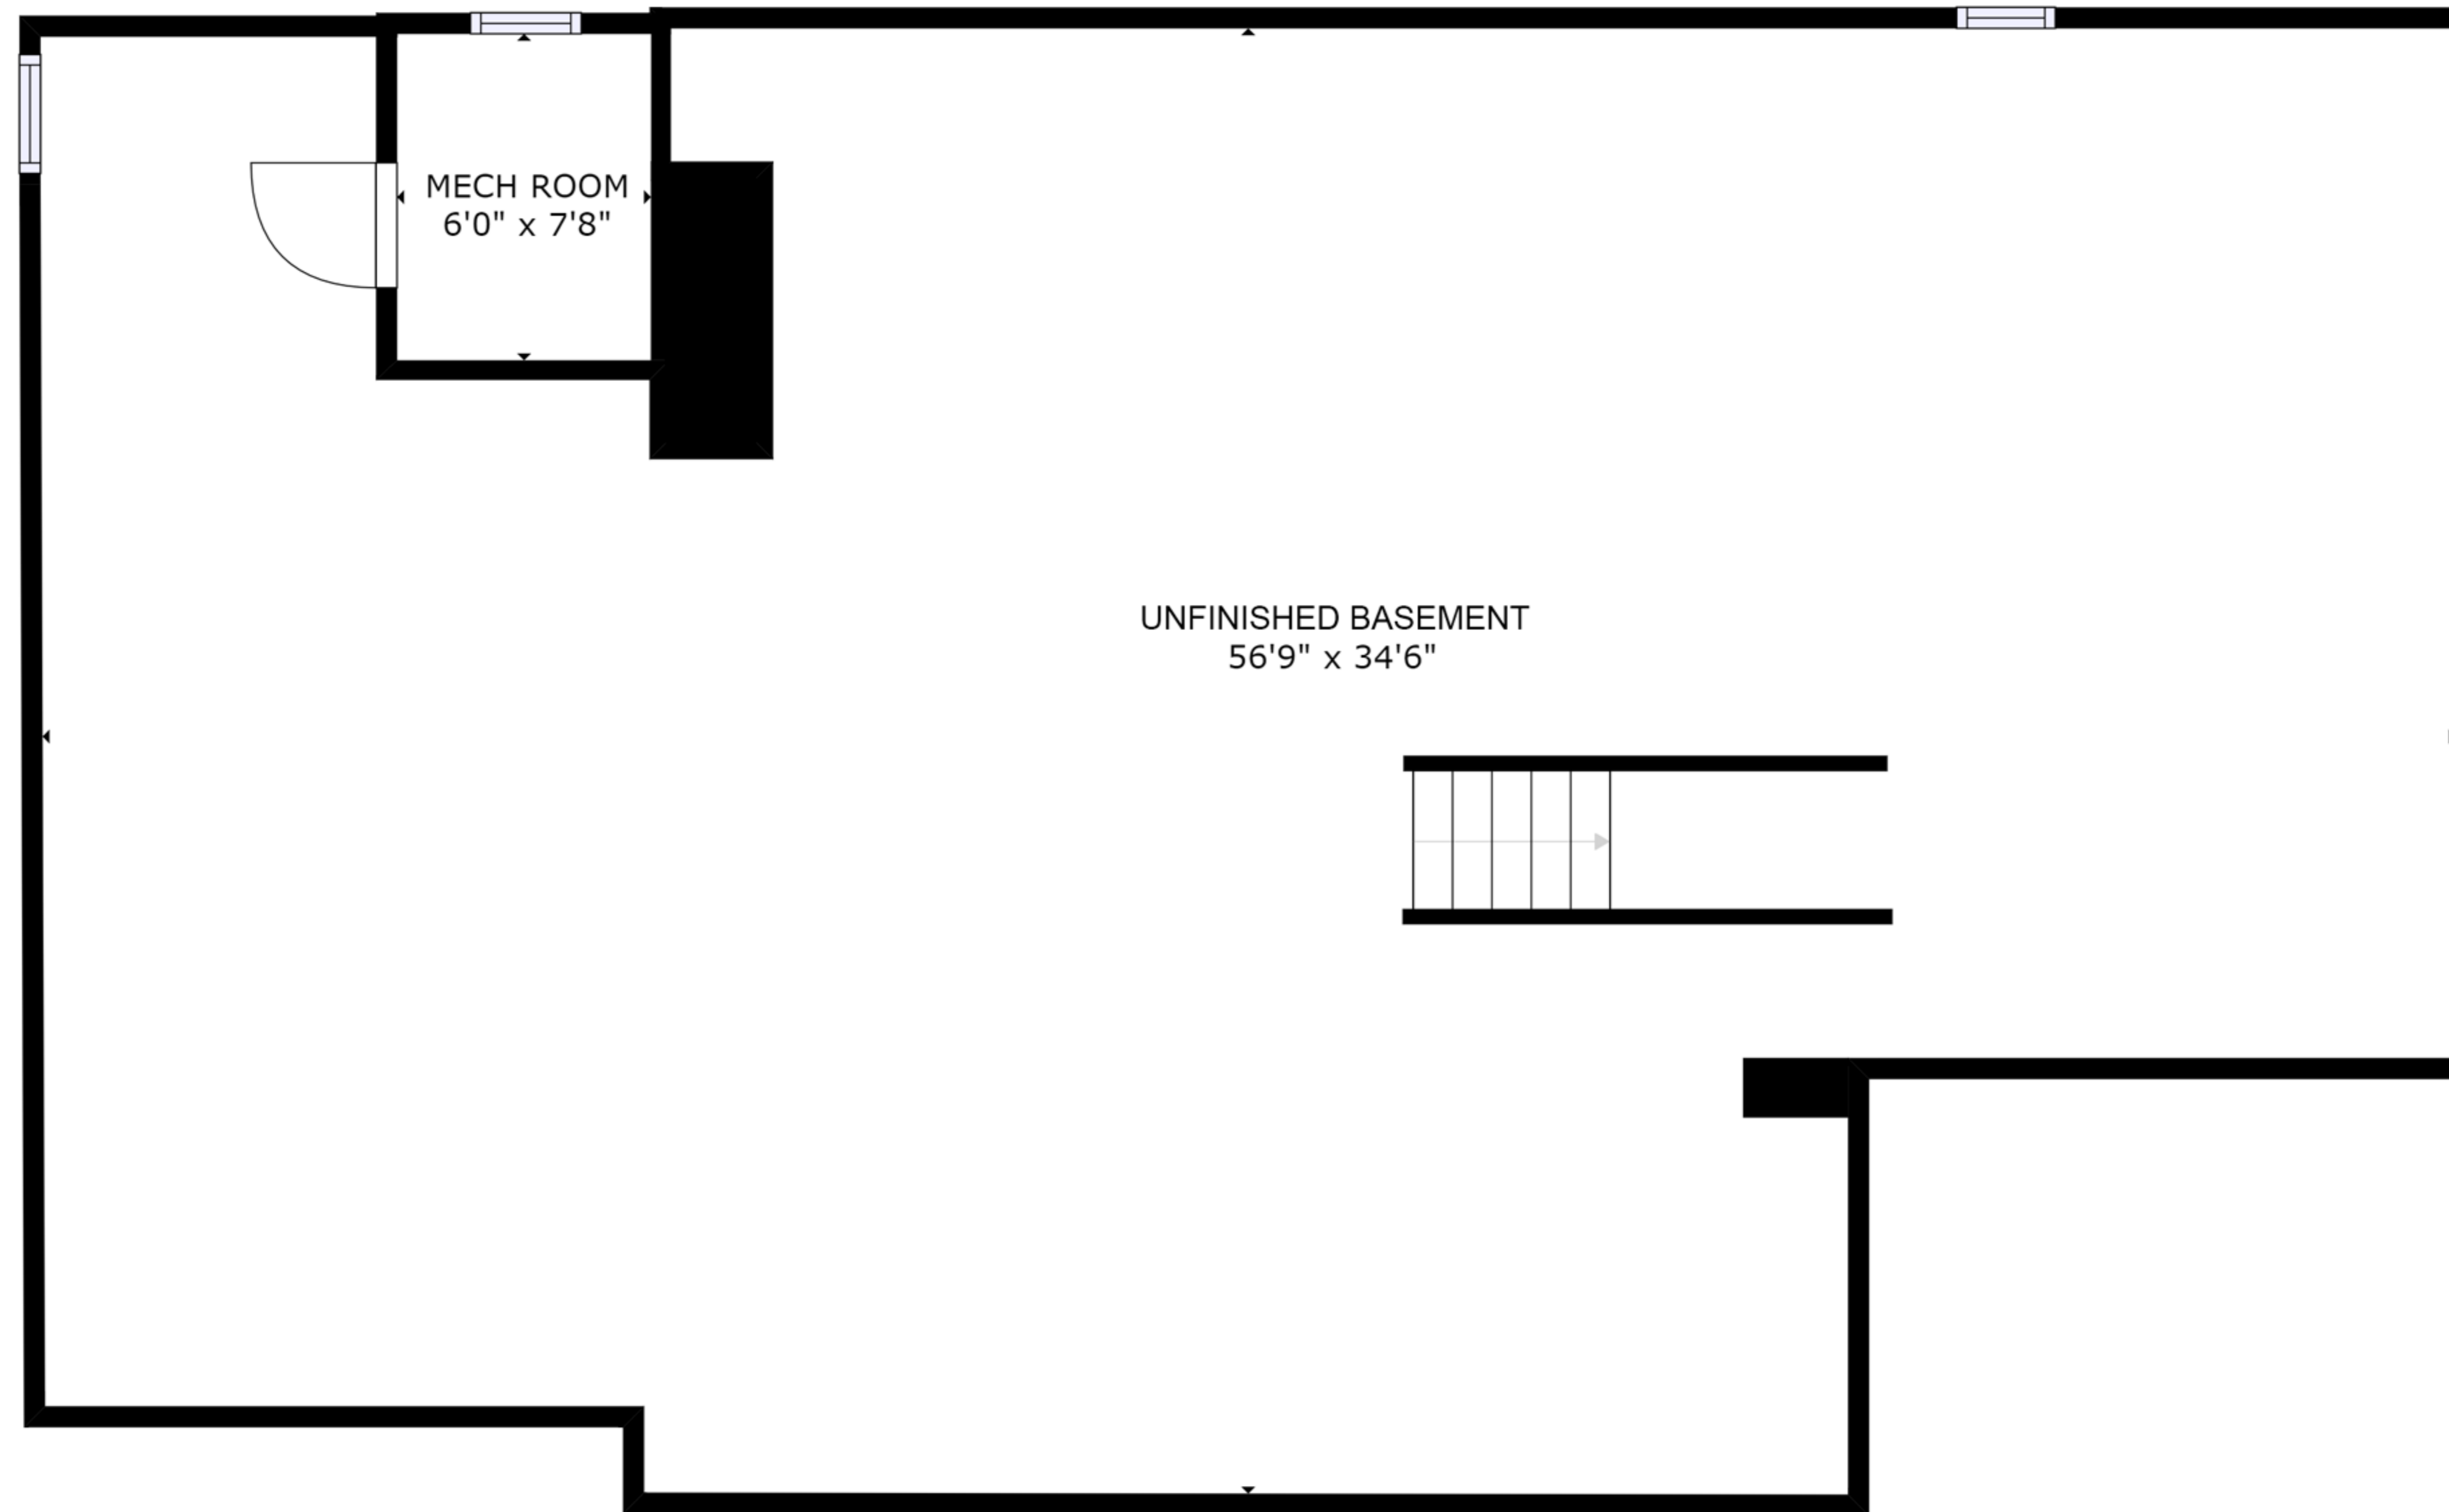 MECH ROOM
6'0" x 7'8"
UNFINISHED BASEMENT
56'9" x 34'6"